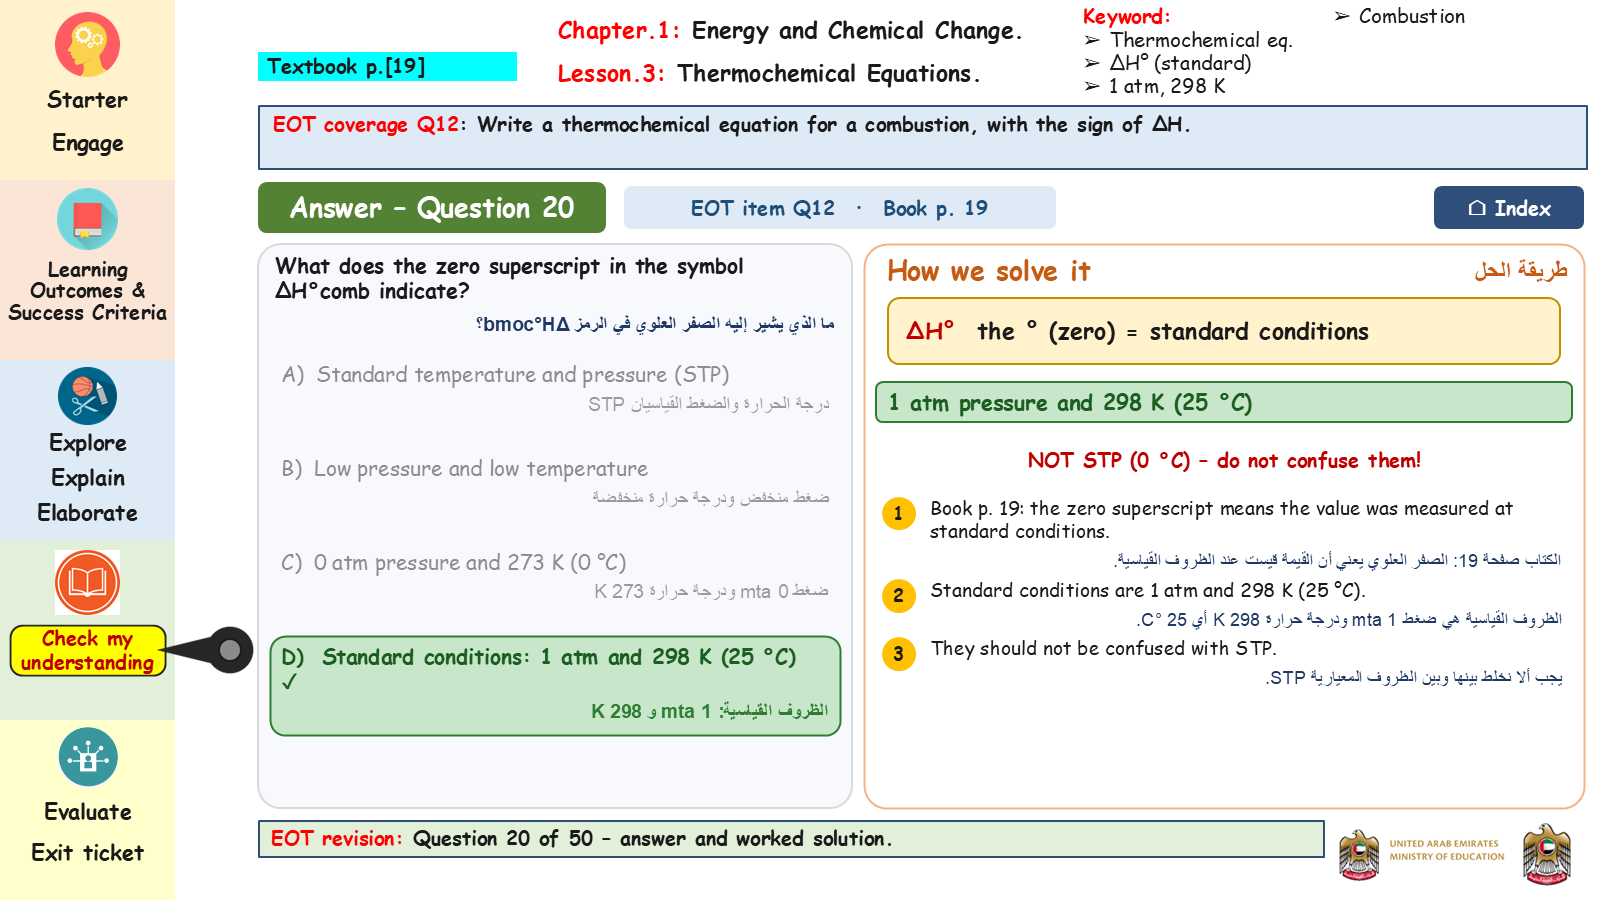 Starter
Engage
Learning
Outcomes &
Success Criteria
Explore
Explain
Elaborate
Check my
understanding
Evaluate
Exit ticket
Textbook p.[19]
Chapter.1: Energy and Chemical Change.
Lesson.3: Thermochemical Equations.
Keyword:
➢ Thermochemical eq.
➢ ΔH° (standard)
➢ 1 atm, 298 K
➢ Combustion
EOT coverage Q12: Write a thermochemical equation for a combustion, with the sign of ΔH.
Answer – Question 20
EOT item Q12 · Book p. 19
⌂ Index
What does the zero superscript in the symbol
ΔH°comb indicate?
ما الذي يشير إليه الصفر العلوي في الرمز bmoc°HΔ؟
A) Standard temperature and pressure (STP)
درجة الحرارة والضغط القياسيان STP
B) Low pressure and low temperature
ضغط منخفض ودرجة حرارة منخفضة
C) 0 atm pressure and 273 K (0 °C)
ضغط 0 mta ودرجة حرارة 273 K
D) Standard conditions: 1 atm and 298 K (25 °C)
✓
الظروف القياسية: 1 mta و 298 K
How we solve it
طريقة الحل
ΔH° the ° (zero) = standard conditions
1 atm pressure and 298 K (25 °C)
NOT STP (0 °C) – do not confuse them!
1 Book p. 19: the zero superscript means the value was measured at
standard conditions.
الكتاب صفحة 19: الصفر العلوي يعني أن القيمة قيست عند الظروف القياسية.
2 Standard conditions are 1 atm and 298 K (25 °C).
الظروف القياسية هي ضغط 1 mta ودرجة حرارة 298 K أي 25 °C.
3 They should not be confused with STP.
يجب ألا نخلط بينها وبين الظروف المعيارية STP.
EOT revision: Question 20 of 50 – answer and worked solution.
UNITED ARAB EMIRATES
MINISTRY OF EDUCATION